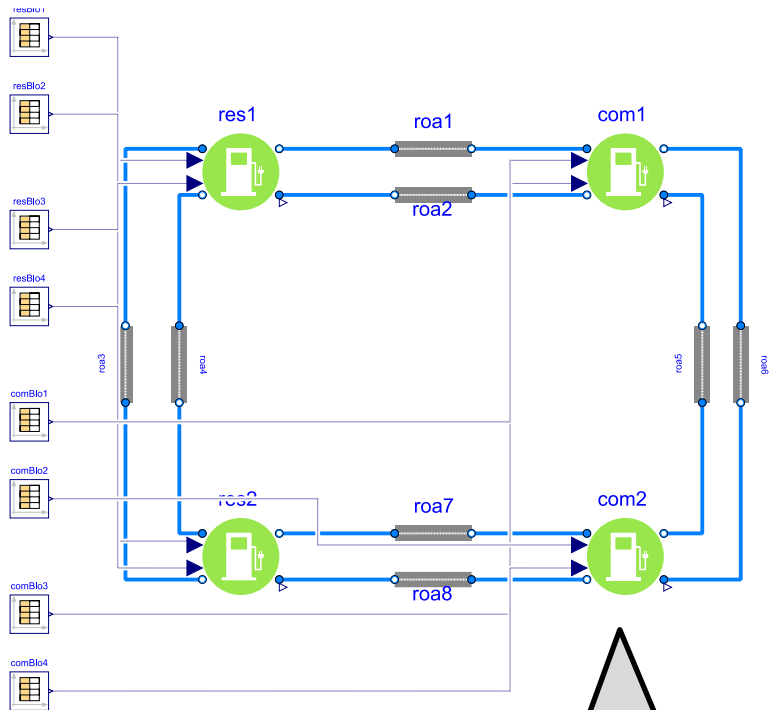 resBlo1
resBlo2
res1
roa1
com1
resBlo3
roa2
resBlo4
roa3
roa4
roa5
roa6
comBlo1
comBlo2
res2
roa7
com2
comBlo3
roa8
comBlo4